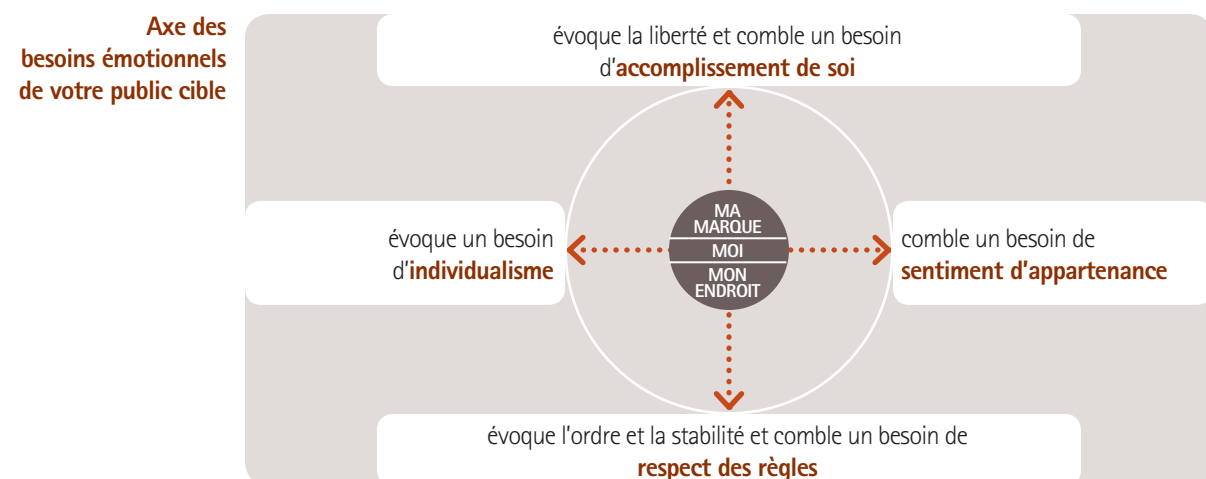 Axe des
besoins émotionnels
de votre public cible
évoque la liberté et comble un besoin
d'accomplissement de soi
évoque un besoin
d'individualisme
MA
MARQUE
MOI
MON
ENDROIT
comble un besoin de
sentiment d'appartenance
évoque l'ordre et la stabilité et comble un besoin de
respect des règles